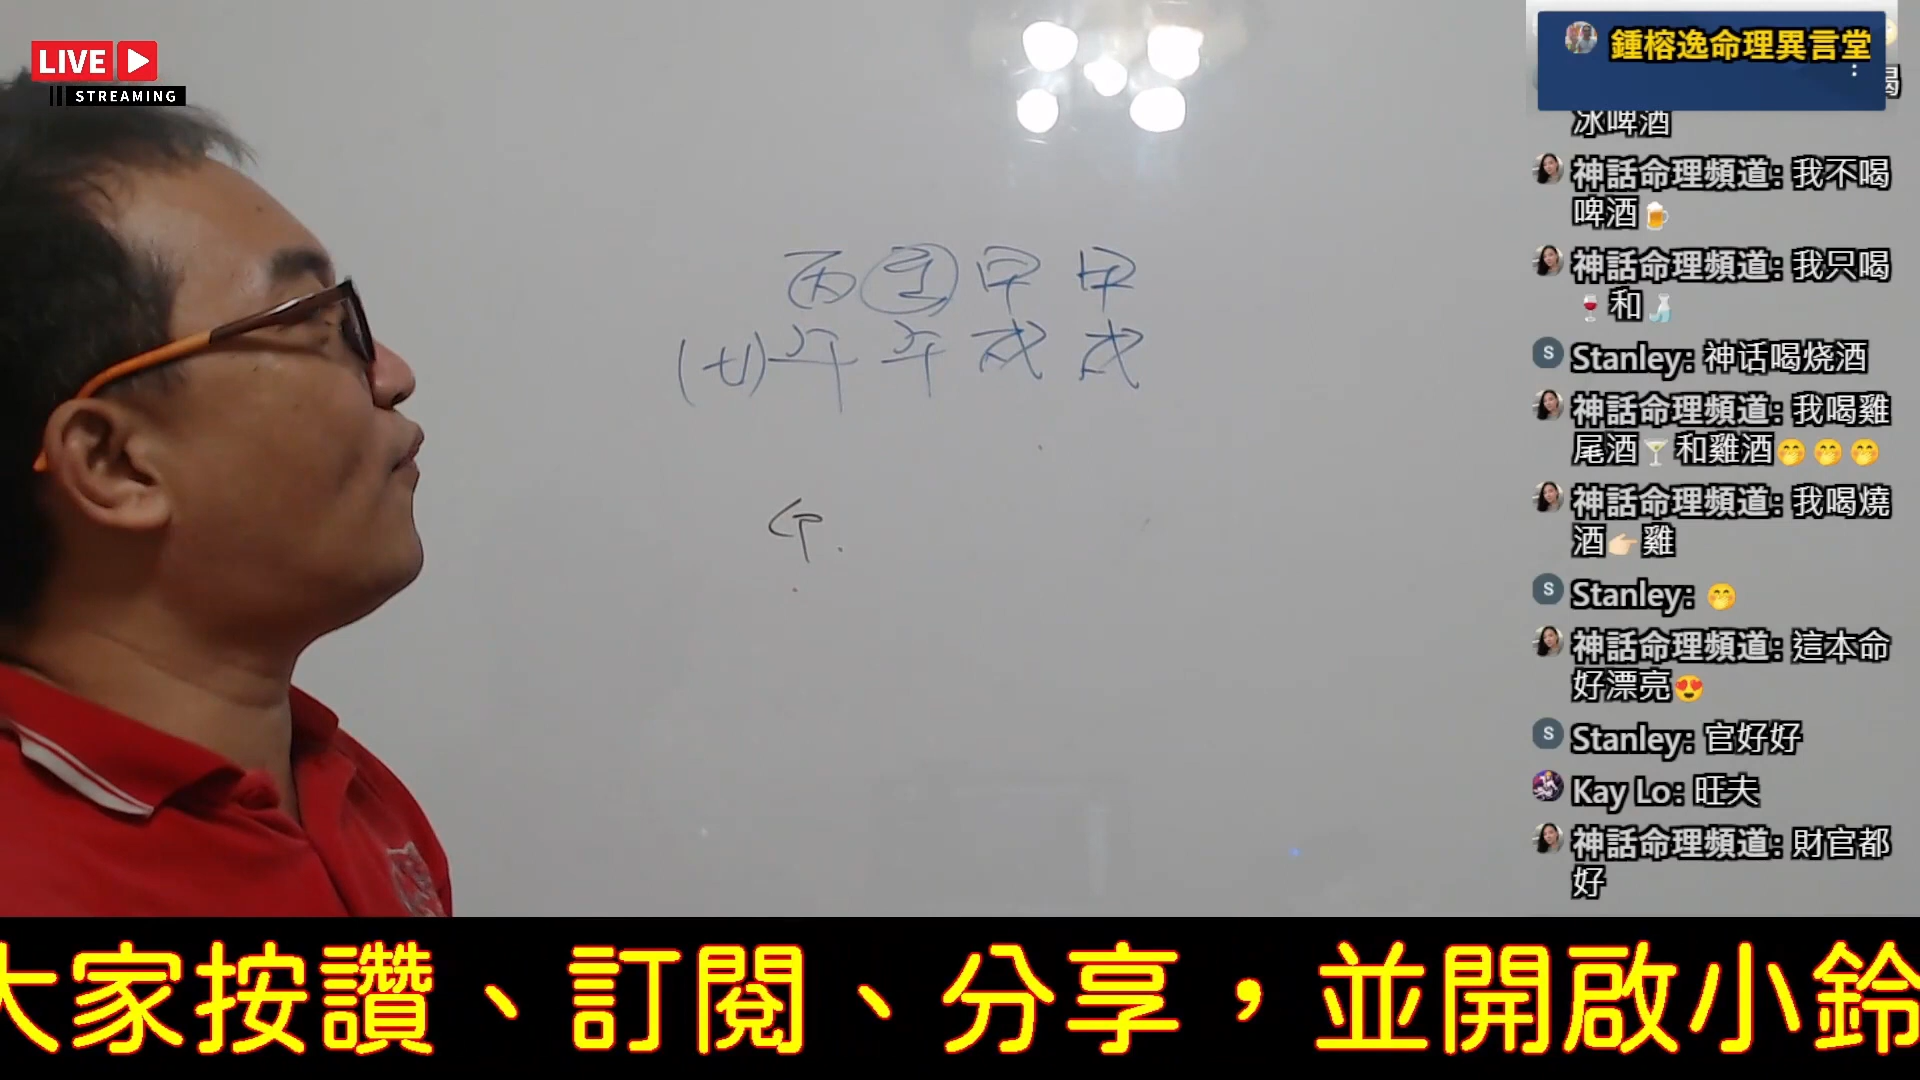 LIVE
STREAMING
丙 甲 甲
午 午 戌 戌
鍾榕逸命理異言堂
喝
冰啤酒
神話命理頻道: 我不喝
啤酒🍺
神話命理頻道: 我只喝
🍷和🍶
Stanley: 神话喝烧酒
神話命理頻道: 我喝雞
尾酒🍸和雞酒🤭🤭🤭
神話命理頻道: 我喝燒
酒👉🏻雞
Stanley: 🤭
神話命理頻道: 這本命
好漂亮😍
Stanley: 官好好
Kay Lo: 旺夫
神話命理頻道: 財官都
好
大家按讚、訂閱、分享，並開啟小鈴